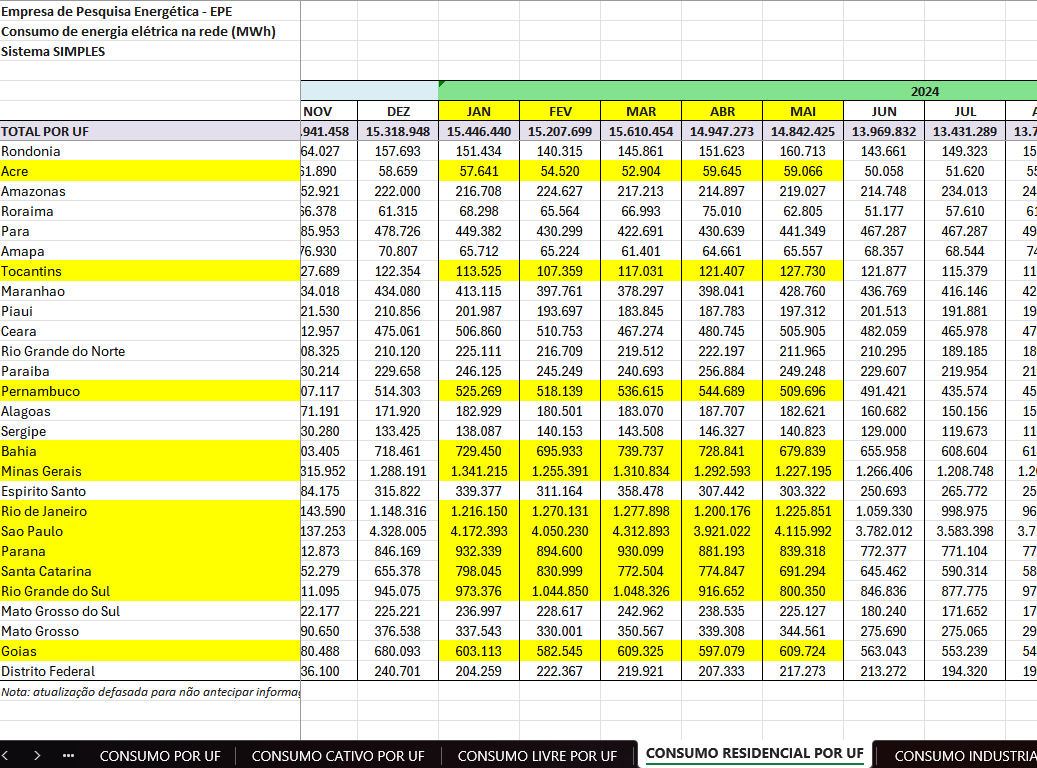 Empresa de Pesquisa Energética - EPE
Consumo de energia elétrica na rede (MWh)
Sistema SIMPLES
2024
NOV DEZ JAN FEV MAR ABR MAI JUN JUL A
TOTAL POR UF .941.458 15.318.948 15.446.440 15.207.699 15.610.454 14.947.273 14.842.425 13.969.832 13.431.289 13.7
Rondonia 64.027 157.693 151.434 140.315 145.861 151.623 160.713 143.661 149.323 15
Acre 61.890 58.659 57.641 54.520 52.904 59.645 59.066 50.058 51.620 55
Amazonas 52.921 222.000 216.708 224.627 217.213 214.897 219.027 214.748 234.013 24
Roraima 66.378 61.315 68.298 65.564 66.993 75.010 62.805 51.177 57.610 61
Para 85.953 478.726 449.382 430.299 422.691 430.639 441.349 467.287 467.287 49
Amapa 76.930 70.807 65.712 65.224 61.401 64.661 65.557 68.357 68.544 74
Tocantins 27.689 122.354 113.525 107.359 117.031 121.407 127.730 121.877 115.379 11
Maranhao 34.018 434.080 413.115 397.761 378.297 398.041 428.760 436.769 416.146 42
Piaui 21.530 210.856 201.987 193.697 183.845 187.783 197.312 201.513 191.881 19
Ceara 12.957 475.061 506.860 510.753 467.274 480.745 505.905 482.059 465.978 47
Rio Grande do Norte 08.325 210.120 225.111 216.709 219.512 222.197 211.965 210.295 189.185 18
Paraiba 30.214 229.658 246.125 245.249 240.693 256.884 249.248 229.607 219.954 21
Pernambuco 07.117 514.303 525.269 518.139 536.615 544.689 509.696 491.421 435.574 45
Alagoas 71.191 171.920 182.929 180.501 183.070 187.707 182.621 160.682 150.156 15
Sergipe 30.280 133.425 138.087 140.153 143.508 146.327 140.823 129.000 119.673 11
Bahia 03.405 718.461 729.450 695.933 739.737 728.841 679.839 655.958 608.604 61
Minas Gerais 315.952 1.288.191 1.341.215 1.255.391 1.310.834 1.292.593 1.227.195 1.266.406 1.208.748 1.20
Espirito Santo 84.175 315.822 339.377 311.164 358.478 307.442 303.322 250.693 265.772 25
Rio de Janeiro 143.590 1.148.316 1.216.150 1.270.131 1.277.898 1.200.176 1.225.851 1.059.330 998.975 96
Sao Paulo 137.253 4.328.005 4.172.393 4.050.230 4.312.893 3.921.022 4.115.992 3.782.012 3.583.398 3.7
Parana 12.873 846.169 932.339 894.600 930.099 881.193 839.318 772.377 771.104 77
Santa Catarina 52.279 655.378 798.045 830.999 772.504 774.847 691.294 645.462 590.314 58
Rio Grande do Sul 11.095 945.075 973.376 1.044.850 1.048.326 916.652 800.350 846.836 877.775 97
Mato Grosso do Sul 22.177 225.221 236.997 228.617 242.962 238.535 225.127 180.240 171.652 17
Mato Grosso 90.650 376.538 337.543 330.001 350.567 339.308 344.561 275.690 275.065 29
Goias 80.488 680.093 603.113 582.545 609.325 597.079 609.724 563.043 553.239 54
Distrito Federal 36.100 240.701 204.259 222.367 219.921 207.333 217.273 213.272 194.320 19
Nota: atualização defasada para não antecipar informaç
CONSUMO POR UF CONSUMO CATIVO POR UF CONSUMO LIVRE POR UF CONSUMO RESIDENCIAL POR UF CONSUMO INDUSTRIA